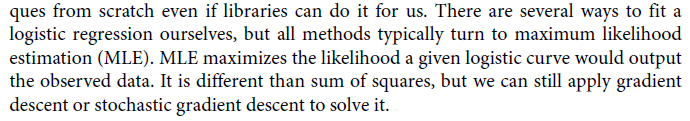 ques from scratch even if libraries can do it for us. There are several ways to fit a
logistic regression ourselves, but all methods typically turn to maximum likelihood
estimation (MLE). MLE maximizes the likelihood a given logistic curve would output
the observed data. It is different than sum of squares, but we can still apply gradient
descent or stochastic gradient descent to solve it.